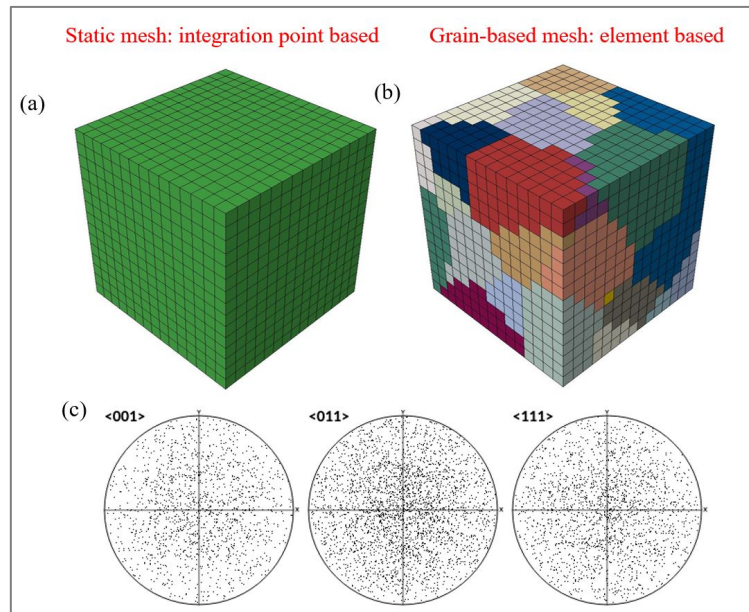 Static mesh: integration point based
Grain-based mesh: element based
(a)
(b)
(c)
<001>
Y
X
<011>
Y
X
<111>
Y
X